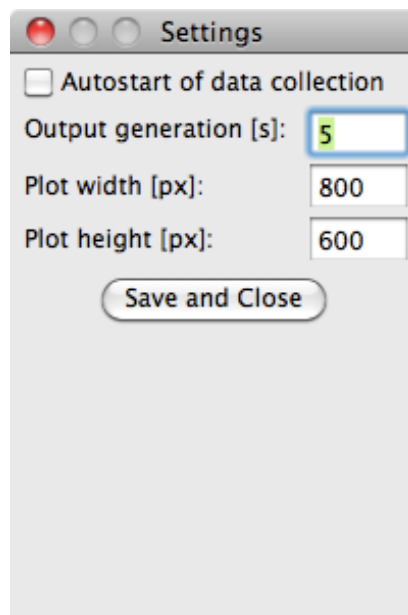 Settings
Autostart of data collection
Output generation [s]: 5
Plot width [px]: 800
Plot height [px]: 600
Save and Close